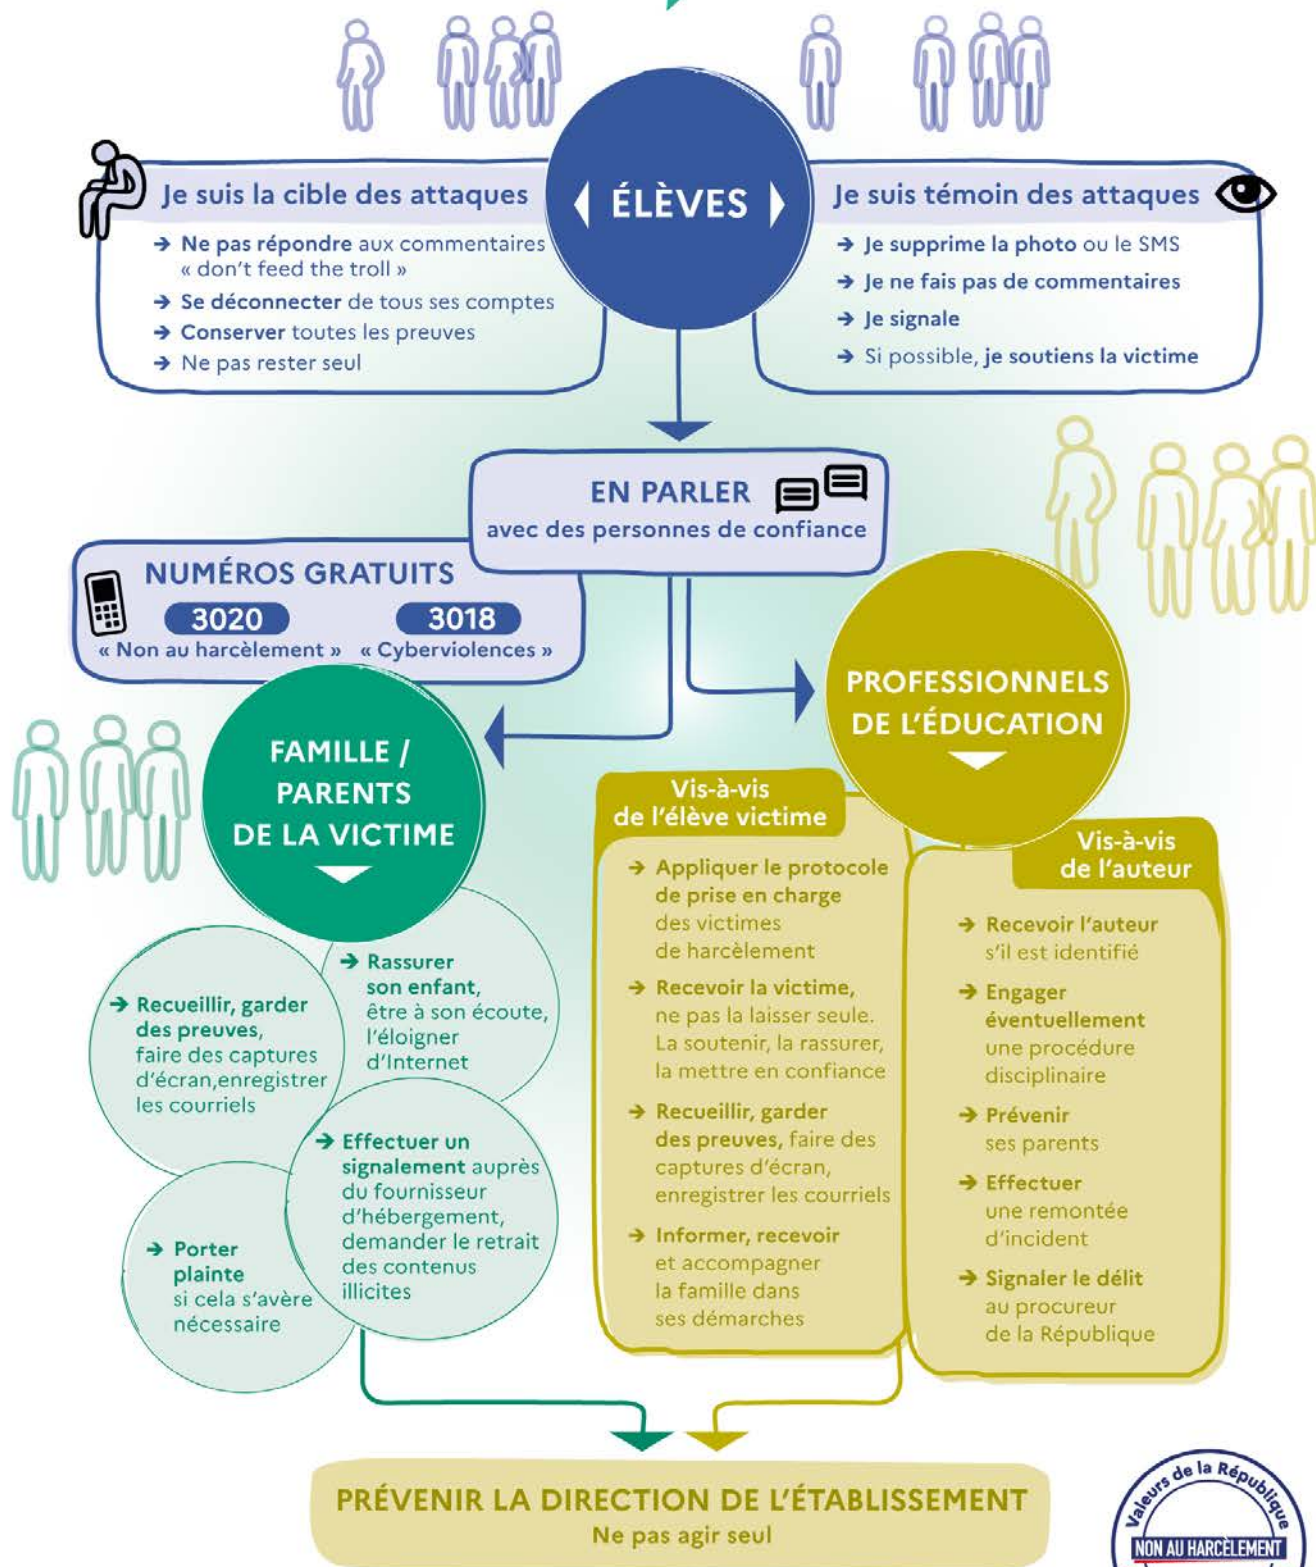 ÉLÈVES
Je suis la cible des attaques
→ Ne pas répondre aux commentaires
« don't feed the troll »
→ Se déconnecter de tous ses comptes
→ Conserver toutes les preuves
→ Ne pas rester seul
Je suis témoin des attaques
→ Je supprime la photo ou le SMS
→ Je ne fais pas de commentaires
→ Je signale
→ Si possible, je soutiens la victime
EN PARLER
avec des personnes de confiance
NUMÉROS GRATUITS
3020 3018
« Non au harcèlement » « Cyberviolences »
FAMILLE /
PARENTS
DE LA VICTIME
→ Rassurer
son enfant,
être à son écoute,
l'éloigner
d'Internet
→ Recueillir, garder
des preuves,
faire des captures
d'écran,enregistrer
les courriels
→ Effectuer un
signalement auprès
du fournisseur
d'hébergement,
demander le retrait
des contenus
illicites
→ Porter
plainte
si cela s'avère
nécessaire
PROFESSIONNELS
DE L'ÉDUCATION
Vis-à-vis
de l'élève victime
→ Appliquer le protocole
de prise en charge
des victimes
de harcèlement
→ Recevoir la victime,
ne pas la laisser seule.
La soutenir, la rassurer,
la mettre en confiance
→ Recueillir, garder
des preuves, faire des
captures d'écran,
enregistrer les courriels
→ Informer, recevoir
et accompagner
la famille dans
ses démarches
Vis-à-vis
de l'auteur
→ Recevoir l'auteur
s'il est identifié
→ Engager
éventuellement
une procédure
disciplinaire
→ Prévenir
ses parents
→ Effectuer
une remontée
d'incident
→ Signaler le délit
au procureur
de la République
PRÉVENIR LA DIRECTION DE L'ÉTABLISSEMENT
Ne pas agir seul
Valeurs de la République
NON AU HARCÈLEMENT